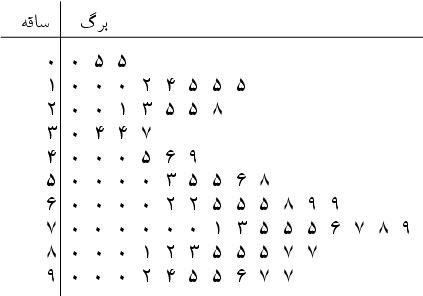 ساقه برگ
۰ ۰ ۵ ۵
۱ ۰ ۰ ۰ ۲ ۴ ۵ ۵ ۵
۲ ۰ ۰ ۱ ۳ ۵ ۵ ۸
۳ ۰ ۴ ۴ ۷
۴ ۰ ۰ ۰ ۵ ۶ ۹
۵ ۰ ۰ ۰ ۰ ۳ ۵ ۵ ۶ ۸
۶ ۰ ۰ ۰ ۰ ۲ ۲ ۵ ۵ ۵ ۸ ۹ ۹
۷ ۰ ۰ ۰ ۰ ۰ ۰ ۱ ۳ ۵ ۵ ۵ ۶ ۷ ۸ ۹
۸ ۰ ۰ ۰ ۱ ۲ ۳ ۵ ۵ ۵ ۷ ۷
۹ ۰ ۰ ۰ ۲ ۴ ۵ ۵ ۶ ۷ ۷